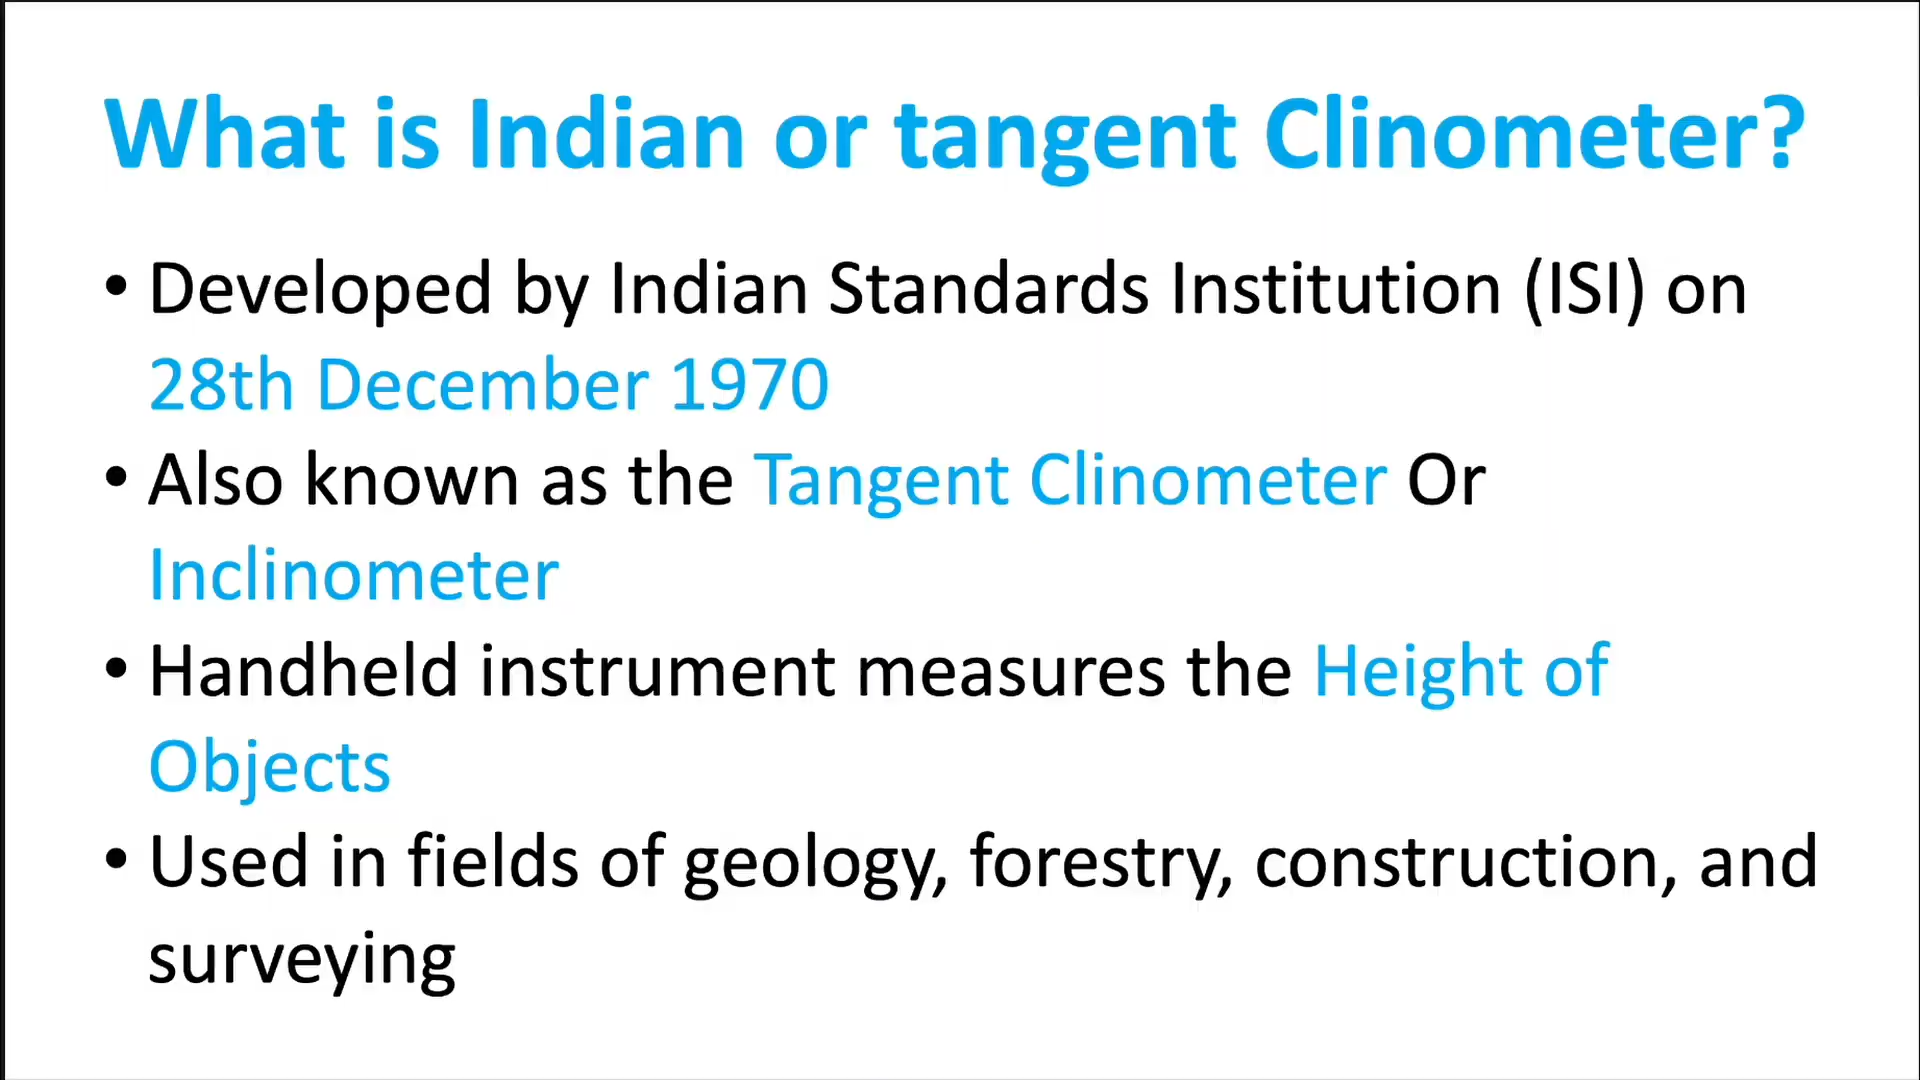 What is Indian or tangent Clinometer?
• Developed by Indian Standards Institution (ISI) on
28th December 1970
• Also known as the Tangent Clinometer Or
Inclinometer
• Handheld instrument measures the Height of
Objects
• Used in fields of geology, forestry, construction, and
surveying